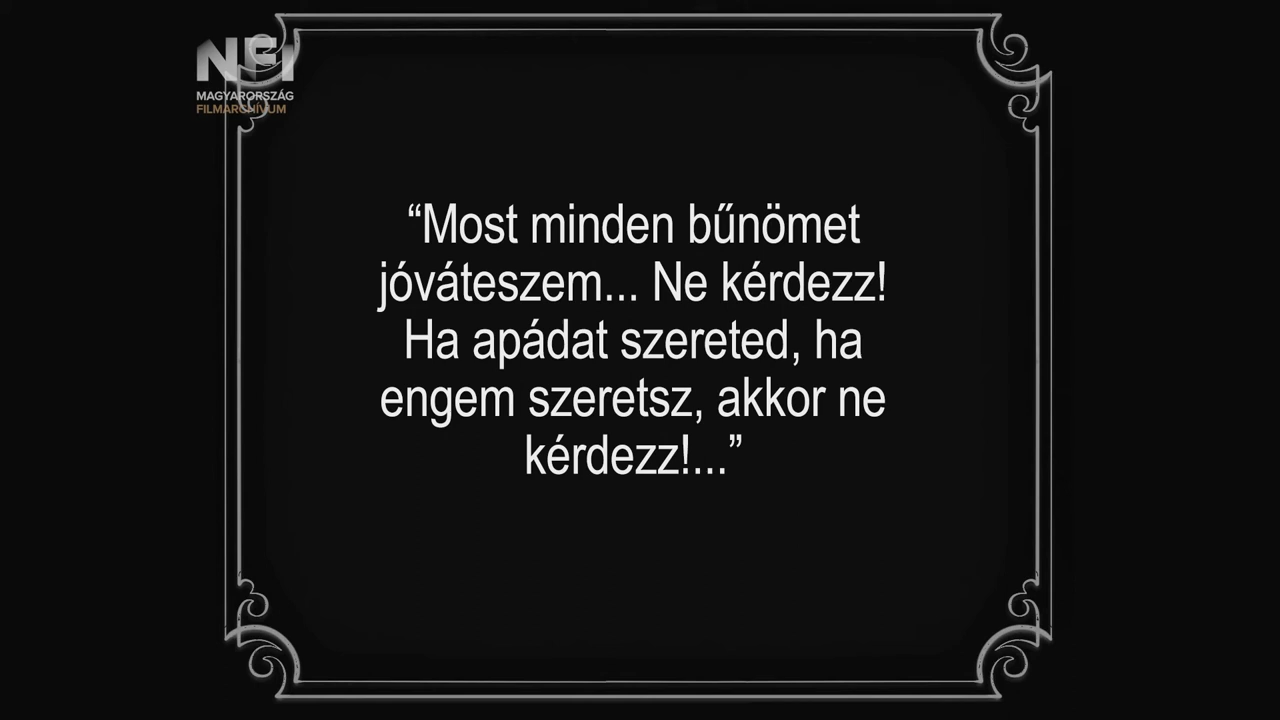 NFI
MAGYARORSZÁG
FILMARCHÍVUM
“Most minden bűnömet
jóváteszem... Ne kérdezz!
Ha apádat szereted, ha
engem szeretsz, akkor ne
kérdezz!...”